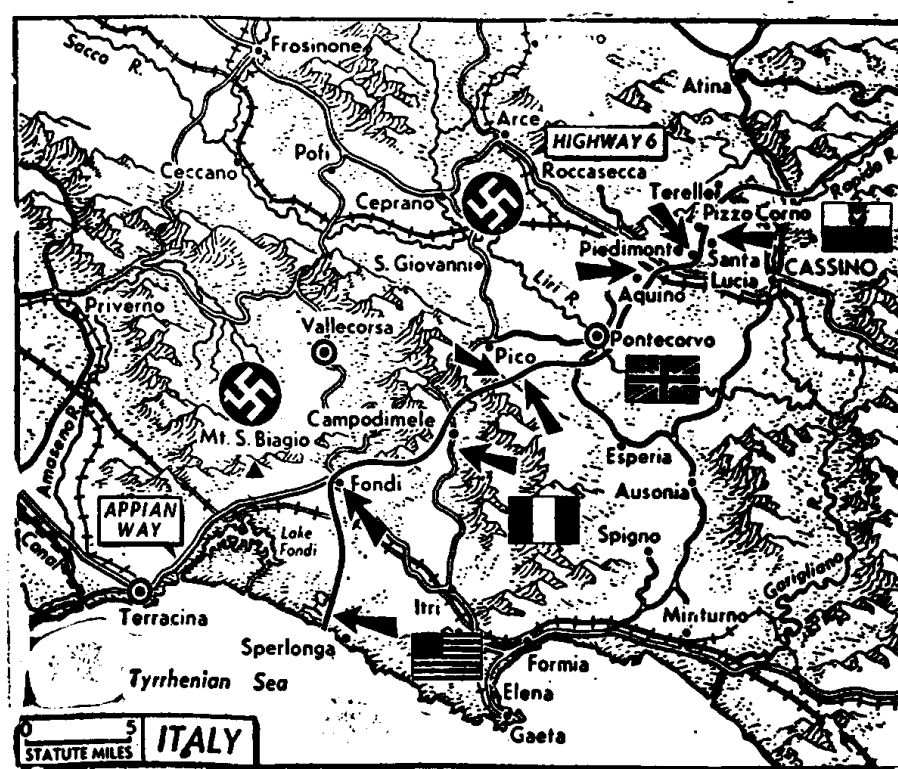 Frosinone
Sacco R.
Atina
Arce
HIGHWAY 6
Pofi
Roccasecca
Rapido R.
Ceccano
Terelle
Ceprano
Pizzo Corno
Piedimonte
Santa
Lucia
S. Giovanni
CASSINO
Liri R.
Aquino
Priverno
Vallecorsa
Pontecorvo
Pico
Campodimele
Amaseno R.
Mt. S. Biagio
Esperia
Fondi
Ausonia
APPIAN
WAY
Lake
Fondi
Spigno
Canal
Garigliano R.
Terracina
Itri
Minturno
Sperlonga
Formia
Tyrrhenian Sea
Elena
Gaeta
0 5
STATUTE MILES
ITALY